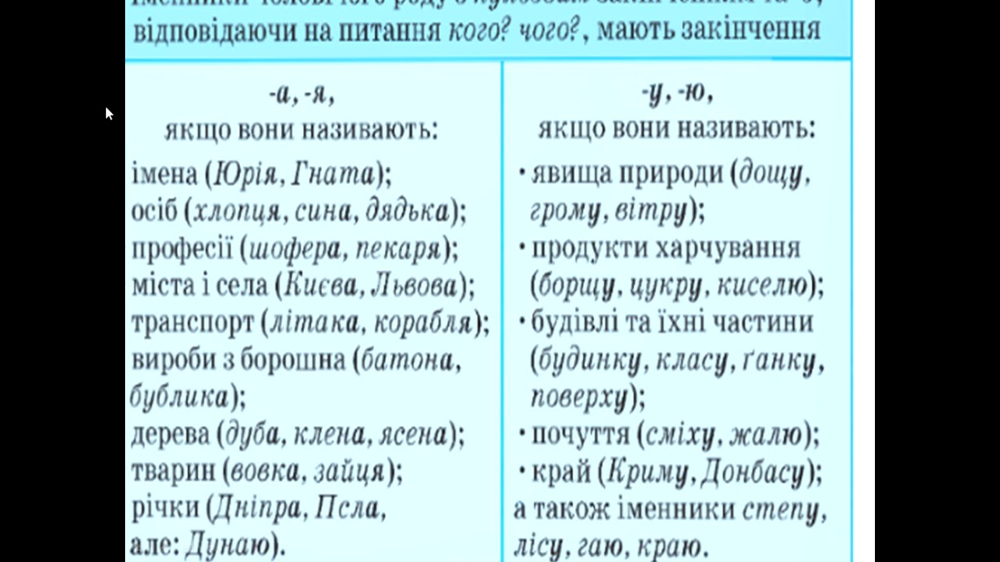 відповідаючи на питання кого? чого?, мають закінчення
-а, -я,
якщо вони називають:
імена (Юрія, Гната);
осіб (хлопця, сина, дядька);
професії (шофера, пекаря);
міста і села (Києва, Львова);
транспорт (літака, корабля);
вироби з борошна (батона,
бублика);
дерева (дуба, клена, ясена);
тварин (вовка, зайця);
річки (Дніпра, Псла,
але: Дунаю).
-у, -ю,
якщо вони називають:
• явища природи (дощу,
грому, вітру);
• продукти харчування
(борщу, цукру, киселю);
• будівлі та їхні частини
(будинку, класу, ґанку,
поверху);
• почуття (сміху, жалю);
• край (Криму, Донбасу);
а також іменники степу,
лісу, гаю, краю.